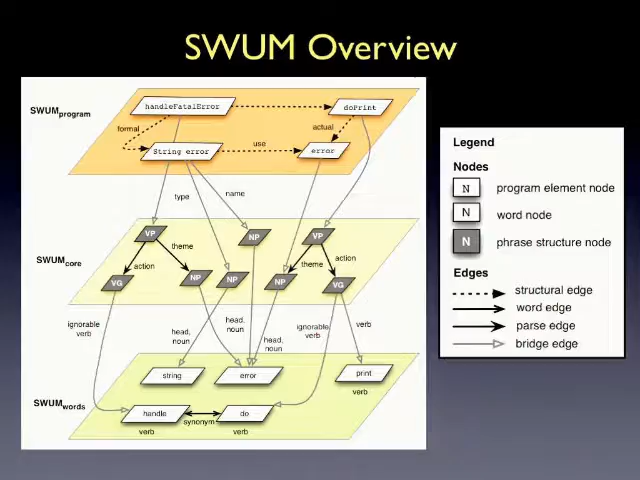 SWUM Overview
SWUMprogram
handleFatalError
doPrint
formal
actual
String error
use
error
type
name
SWUMcore
VP
NP
VP
theme
action
theme
action
VG
NP
NP
NP
VG
ignorable verb
head, noun
head, noun
head, noun
ignorable verb
verb
string
error
print
verb
SWUMwords
handle
synonym
do
verb
verb
Legend
Nodes
N program element node
N word node
N phrase structure node
Edges
structural edge
word edge
parse edge
bridge edge